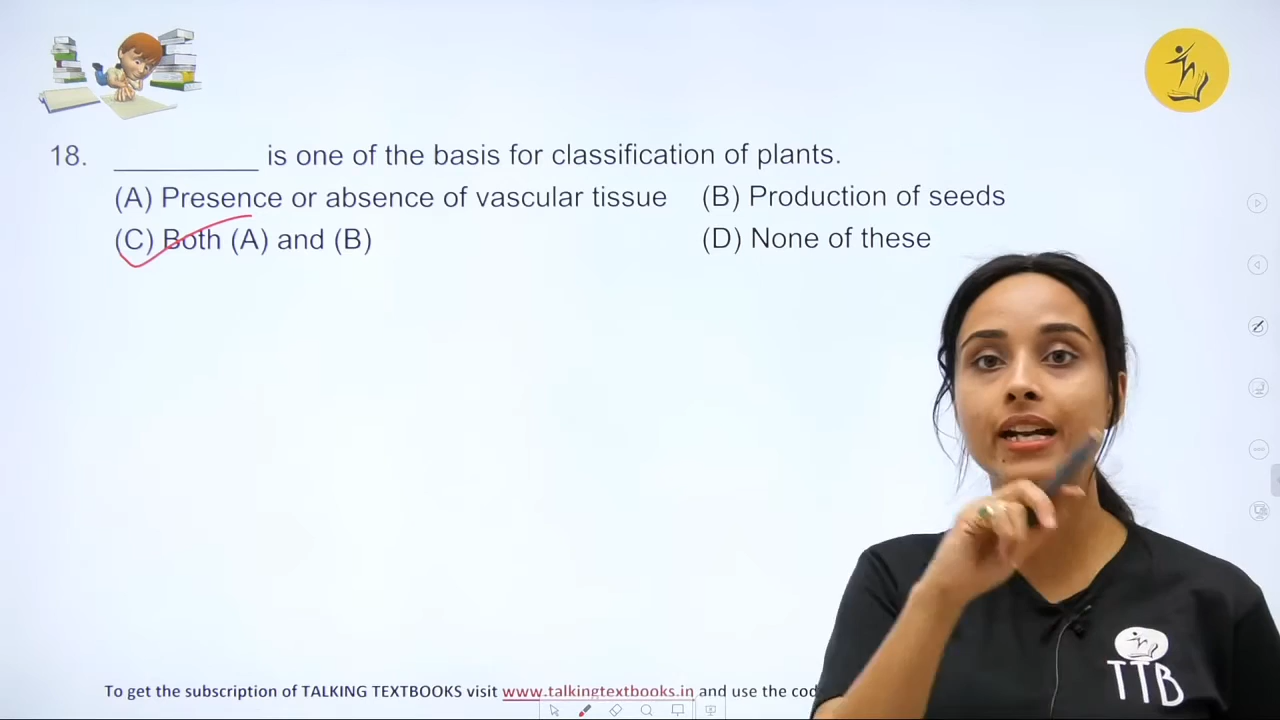 18. _________ is one of the basis for classification of plants.
(A) Presence or absence of vascular tissue (B) Production of seeds
(C) Both (A) and (B) (D) None of these
TTB
To get the subscription of TALKING TEXTBOOKS visit www.talkingtextbooks.in and use the cod